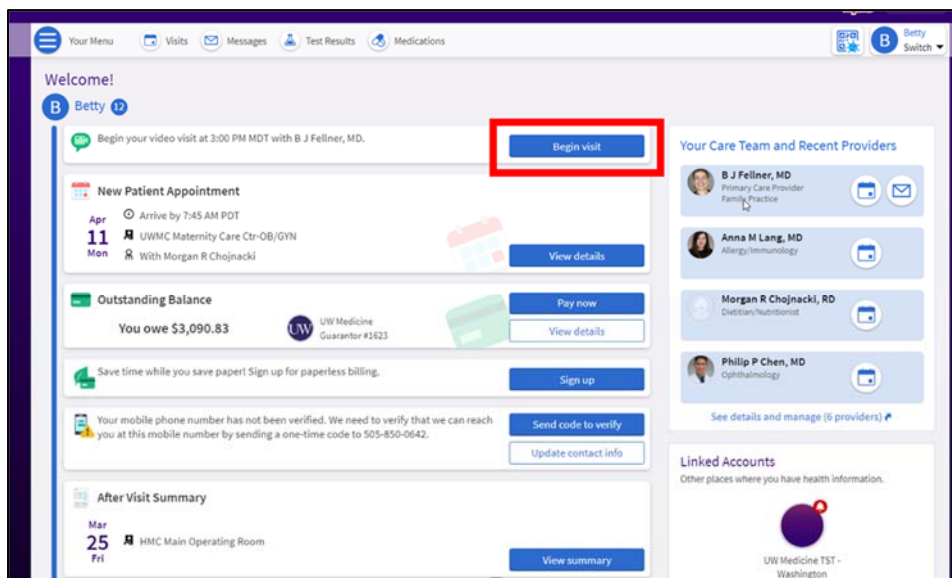 Your Menu
Visits
Messages
Test Results
Medications
B
Betty
Switch
Welcome!
B
Betty 12
Begin your video visit at 3:00 PM MDT with B J Fellner, MD.
Begin visit
New Patient Appointment
Apr
11
Mon
Arrive by 7:45 AM PDT
UWMC Maternity Care Ctr-OB/GYN
With Morgan R Chojnacki
View details
Outstanding Balance
You owe $3,090.83
UW
UW Medicine
Guarantor #1623
Pay now
View details
Save time while you save paper! Sign up for paperless billing.
Sign up
Your mobile phone number has not been verified. We need to verify that we can reach
you at this mobile number by sending a one-time code to 505-850-0642.
Send code to verify
Update contact info
After Visit Summary
Mar
25
Fri
HMC Main Operating Room
View summary
Your Care Team and Recent Providers
B J Fellner, MD
Primary Care Provider
Family Practice
Anna M Lang, MD
Allergy/Immunology
Morgan R Chojnacki, RD
Dietitian/Nutritionist
Philip P Chen, MD
Ophthalmology
See details and manage (6 providers)
Linked Accounts
Other places where you have health information.
UW Medicine TST -
Washington